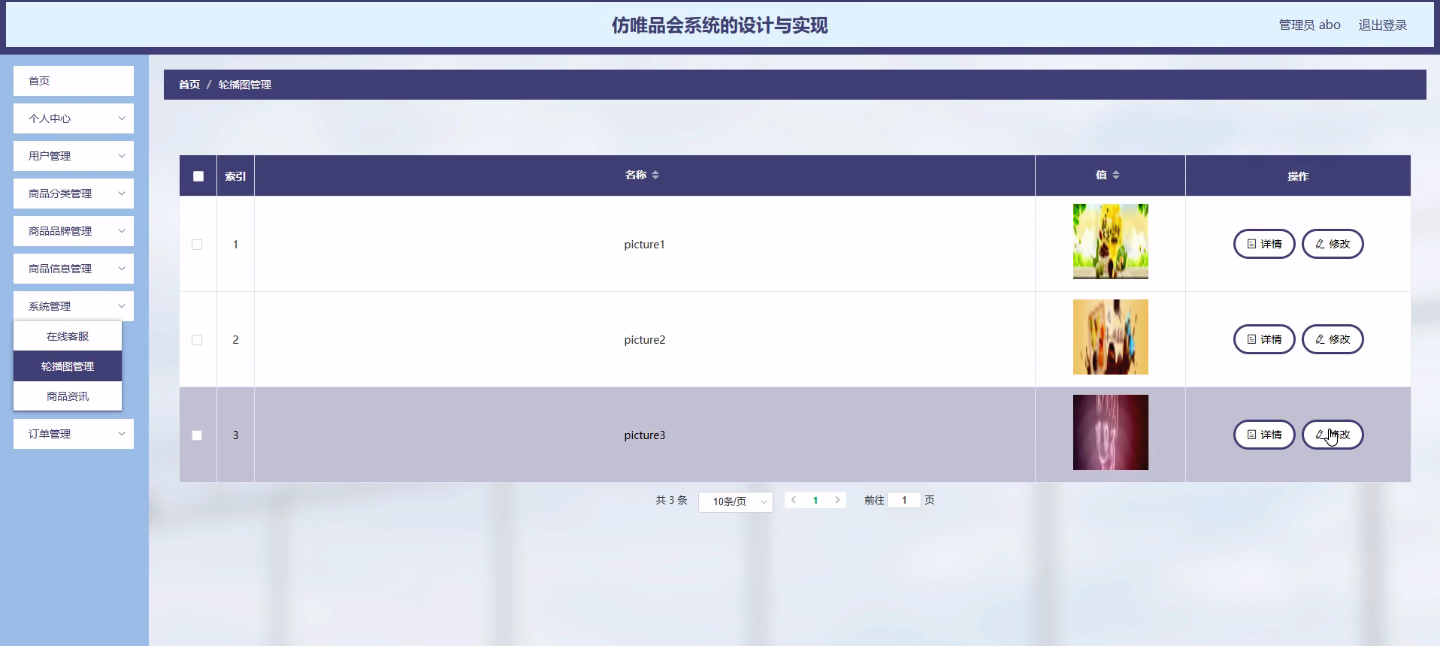 仿唯品会系统的设计与实现
管理员 abo 退出登录
首页
个人中心
用户管理
商品分类管理
商品品牌管理
商品信息管理
系统管理
在线客服
轮播图管理
商品资讯
订单管理
首页 / 轮播图管理
索引 名称 值 操作
1 picture1 详情 修改
2 picture2 详情 修改
3 picture3 详情 修改
共 3 条 10条/页 1 前往 1 页